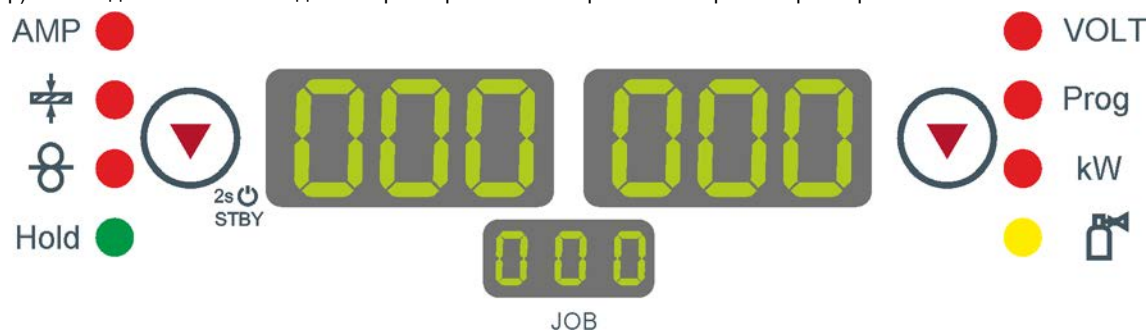 AMP
VOLT
000 000
Prog
kW
2s
STBY
Hold
000
JOB